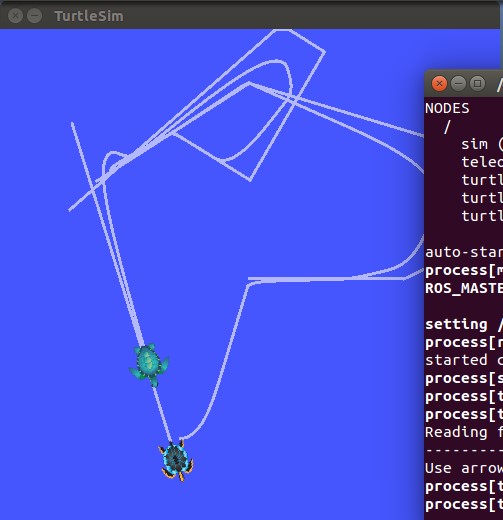 TurtleSim
/
NODES
/
sim (
telec
turtl
turtl
turtl
auto-star
process[m
ROS_MASTE
setting /
process[r
started c
process[s
process[t
process[t
Reading f
---------
Use arrow
process[t
process[t